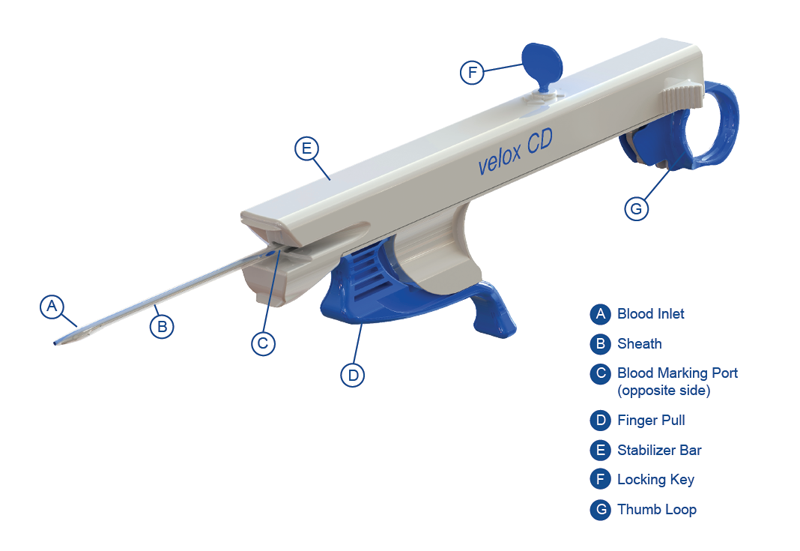 F
velox CD
E
G
A
B
C
D
A Blood Inlet
B Sheath
C Blood Marking Port
(opposite side)
D Finger Pull
E Stabilizer Bar
F Locking Key
G Thumb Loop